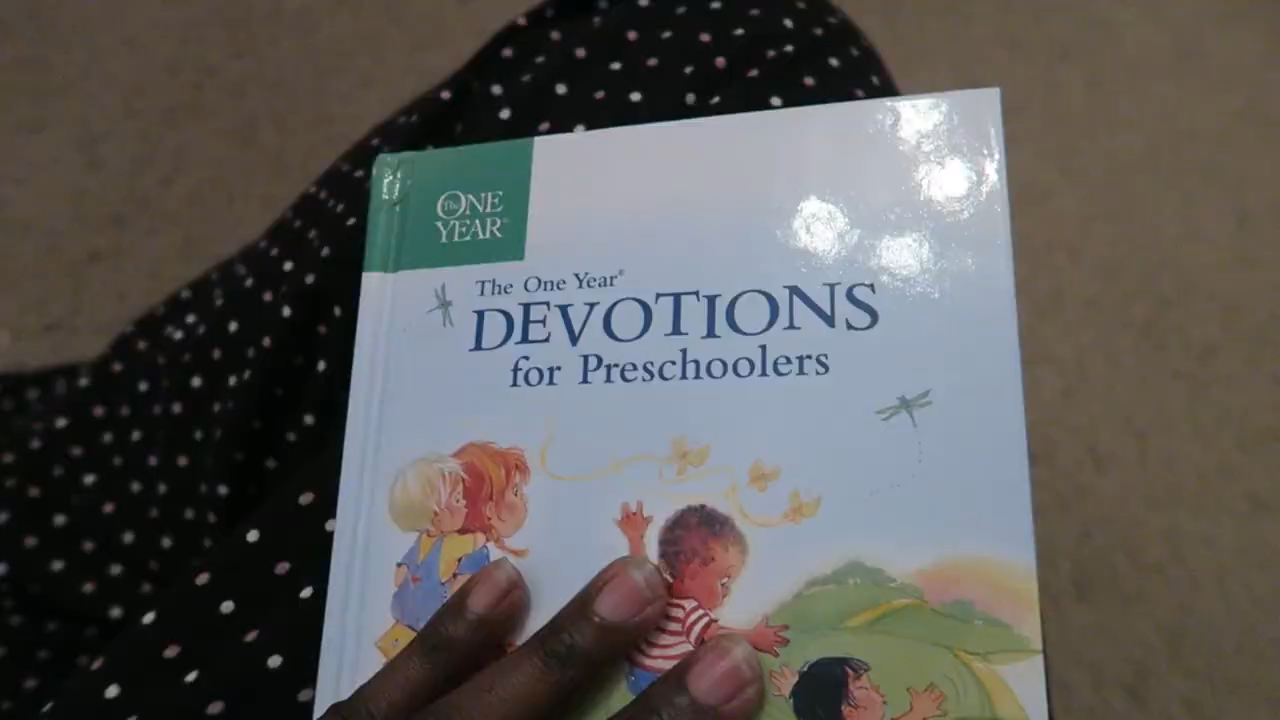 The ONE
YEAR®
The One Year®
DEVOTIONS
for Preschoolers